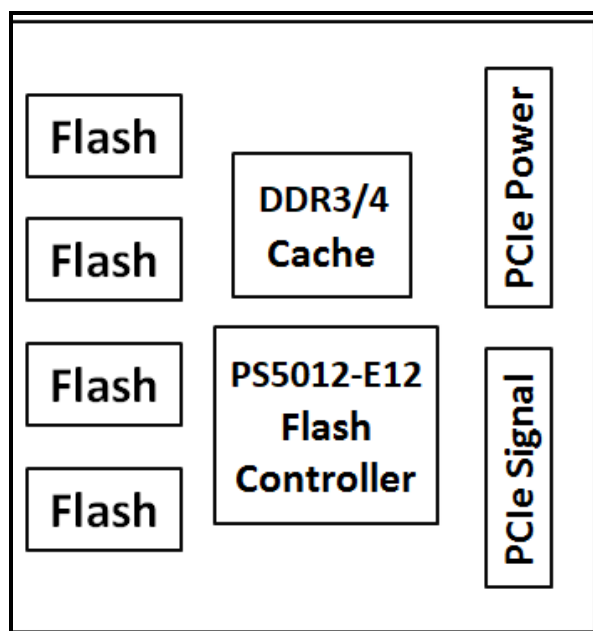 Flash
Flash
Flash
Flash
DDR3/4
Cache
PS5012-E12
Flash
Controller
PCIe Power
PCIe Signal